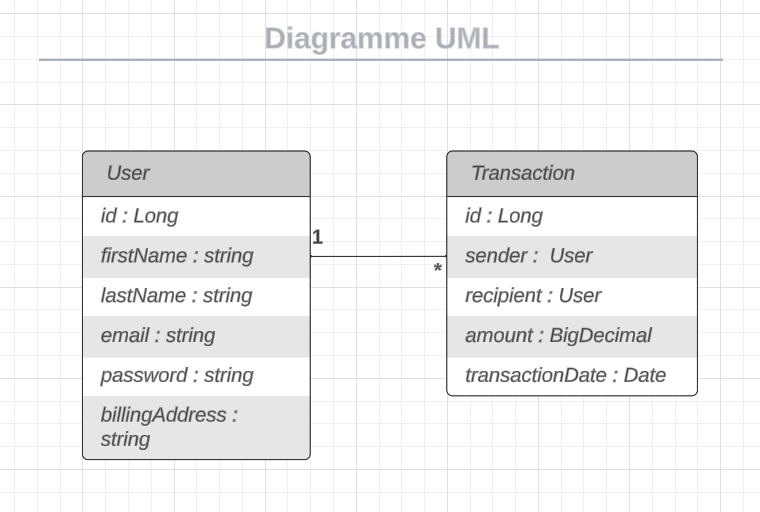 Diagramme UML
User
id : Long
firstName : string
lastName : string
email : string
password : string
billingAddress :
string
1
*
Transaction
id : Long
sender :  User
recipient : User
amount : BigDecimal
transactionDate : Date